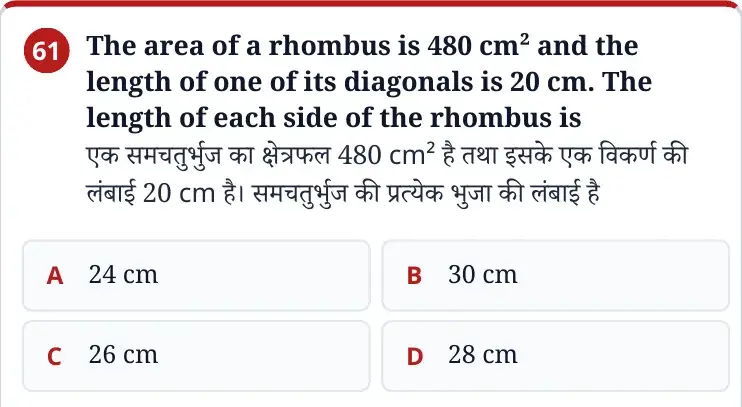 61 The area of a rhombus is 480 cm² and the
length of one of its diagonals is 20 cm. The
length of each side of the rhombus is
एक समचतुर्भुज का क्षेत्रफल 480 cm² है तथा इसके एक विकर्ण की
लंबाई 20 cm है। समचतुर्भुज की प्रत्येक भुजा की लंबाई है
A 24 cm
B 30 cm
C 26 cm
D 28 cm